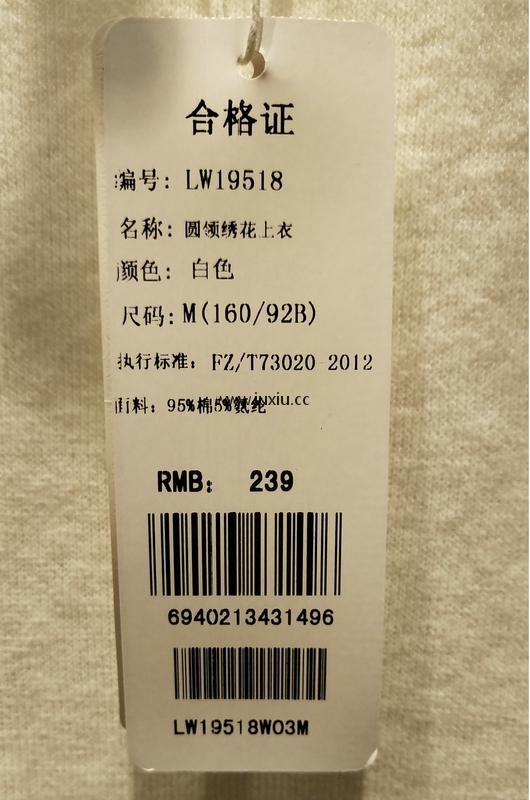 合格证
编号: LW19518
名称: 圆领绣花上衣
颜色: 白色
尺码: M(160/92B)
执行标准: FZ/T73020 2012
面料: 95%棉5%氨纶
RMB: 239
6940213431496
LW19518W03M